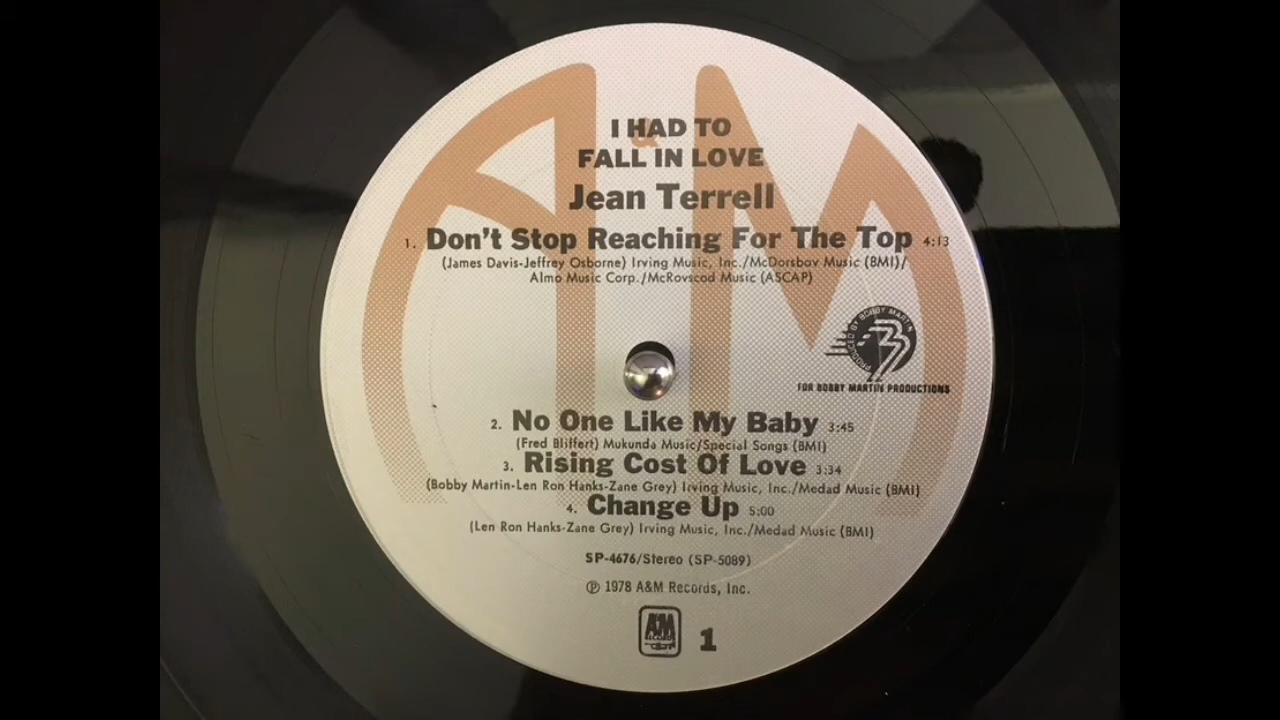 I HAD TO
FALL IN LOVE
Jean Terrell
1. Don't Stop Reaching For The Top 4:13
(James Davis-Jeffrey Osborne) Irving Music, Inc./McDorsbov Music (BMI)/
Almo Music Corp./McRovscod Music (ASCAP)
PRODUCED BY BOBBY MARTIN
FOR BOBBY MARTIN PRODUCTIONS
2. No One Like My Baby 3:45
(Fred Bliffert) Mukunda Music/Special Songs (BMI)
3. Rising Cost Of Love 3:34
(Bobby Martin-Len Ron Hanks-Zane Grey) Irving Music, Inc./Medad Music (BMI)
4. Change Up 5:00
(Len Ron Hanks-Zane Grey) Irving Music, Inc./Medad Music (BMI)
SP-4676/Stereo (SP-5089)
℗ 1978 A&M Records, Inc.
A&M
RECORDS
1